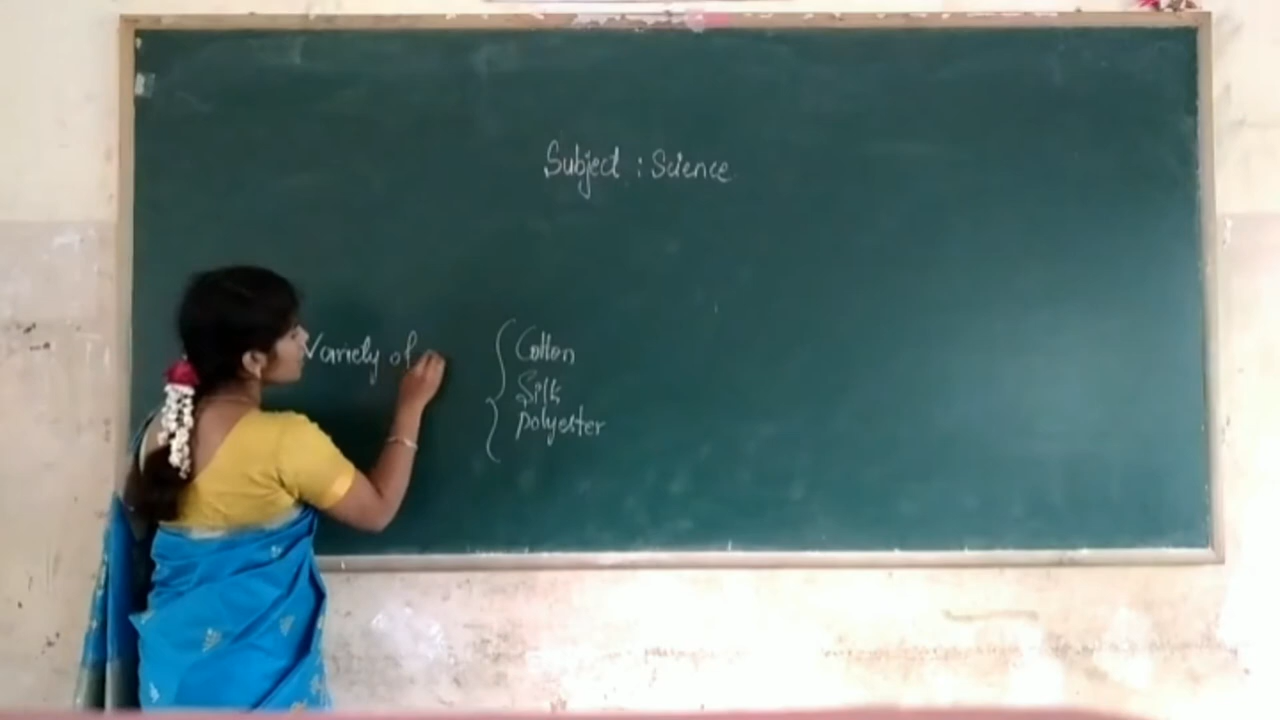 Subject : Science
Variety of
Cotton
Silk
polyester